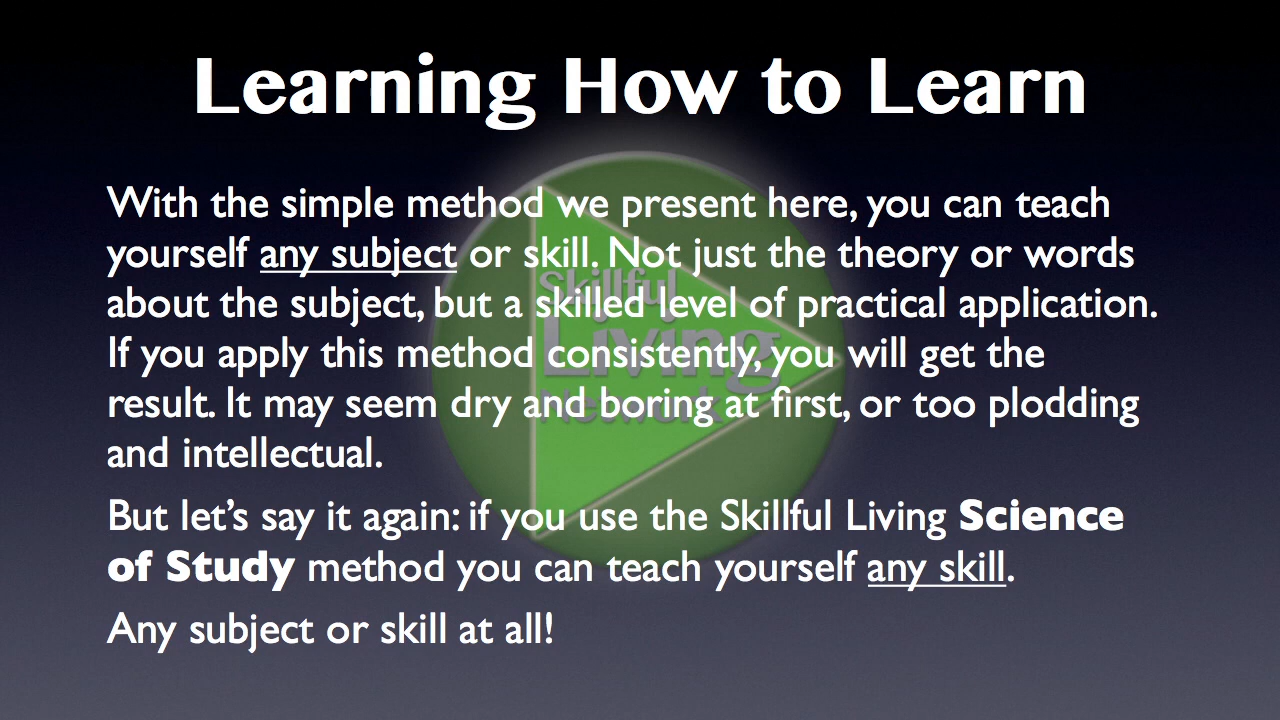 Learning How to Learn
With the simple method we present here, you can teach
yourself any subject or skill. Not just the theory or words
about the subject, but a skilled level of practical application.
If you apply this method consistently, you will get the
result. It may seem dry and boring at first, or too plodding
and intellectual.
But let’s say it again: if you use the Skillful Living Science
of Study method you can teach yourself any skill.
Any subject or skill at all!
Skillful
Living
Network